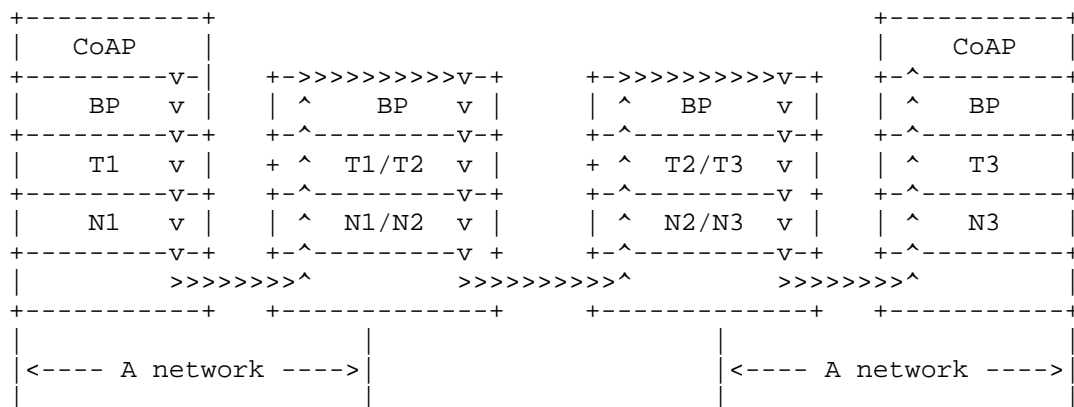 +-----------+                                      +-----------+
|   CoAP    |                                      |    CoAP   |
+---------v-|   +->>>>>>>>>>v-+     +->>>>>>>>>>v-+   +-^---------+
|    BP   v |   | ^    BP   v |     | ^   BP    v |   | ^   BP    |
+---------v-+   +-^---------v-+     +-^---------v-+   +-^---------+
|    T1   v |   + ^  T1/T2  v |     + ^  T2/T3  v |   | ^   T3    |
+---------v-+   +-^---------v-+     +-^---------v +   +-^---------+
|    N1   v |   | ^  N1/N2  v |     | ^  N2/N3  v |   | ^   N3    |
+---------v-+   +-^---------v +     +-^---------v-+   +-^---------+
|         >>>>>>>>^         >>>>>>>>>>^         >>>>>>>>^         |
+-----------+   +-------------+     +-------------+   +-----------+
|                     |                     |                     |
|<---- A network ---->|                     |<---- A network ---->|
|                     |                     |                     |